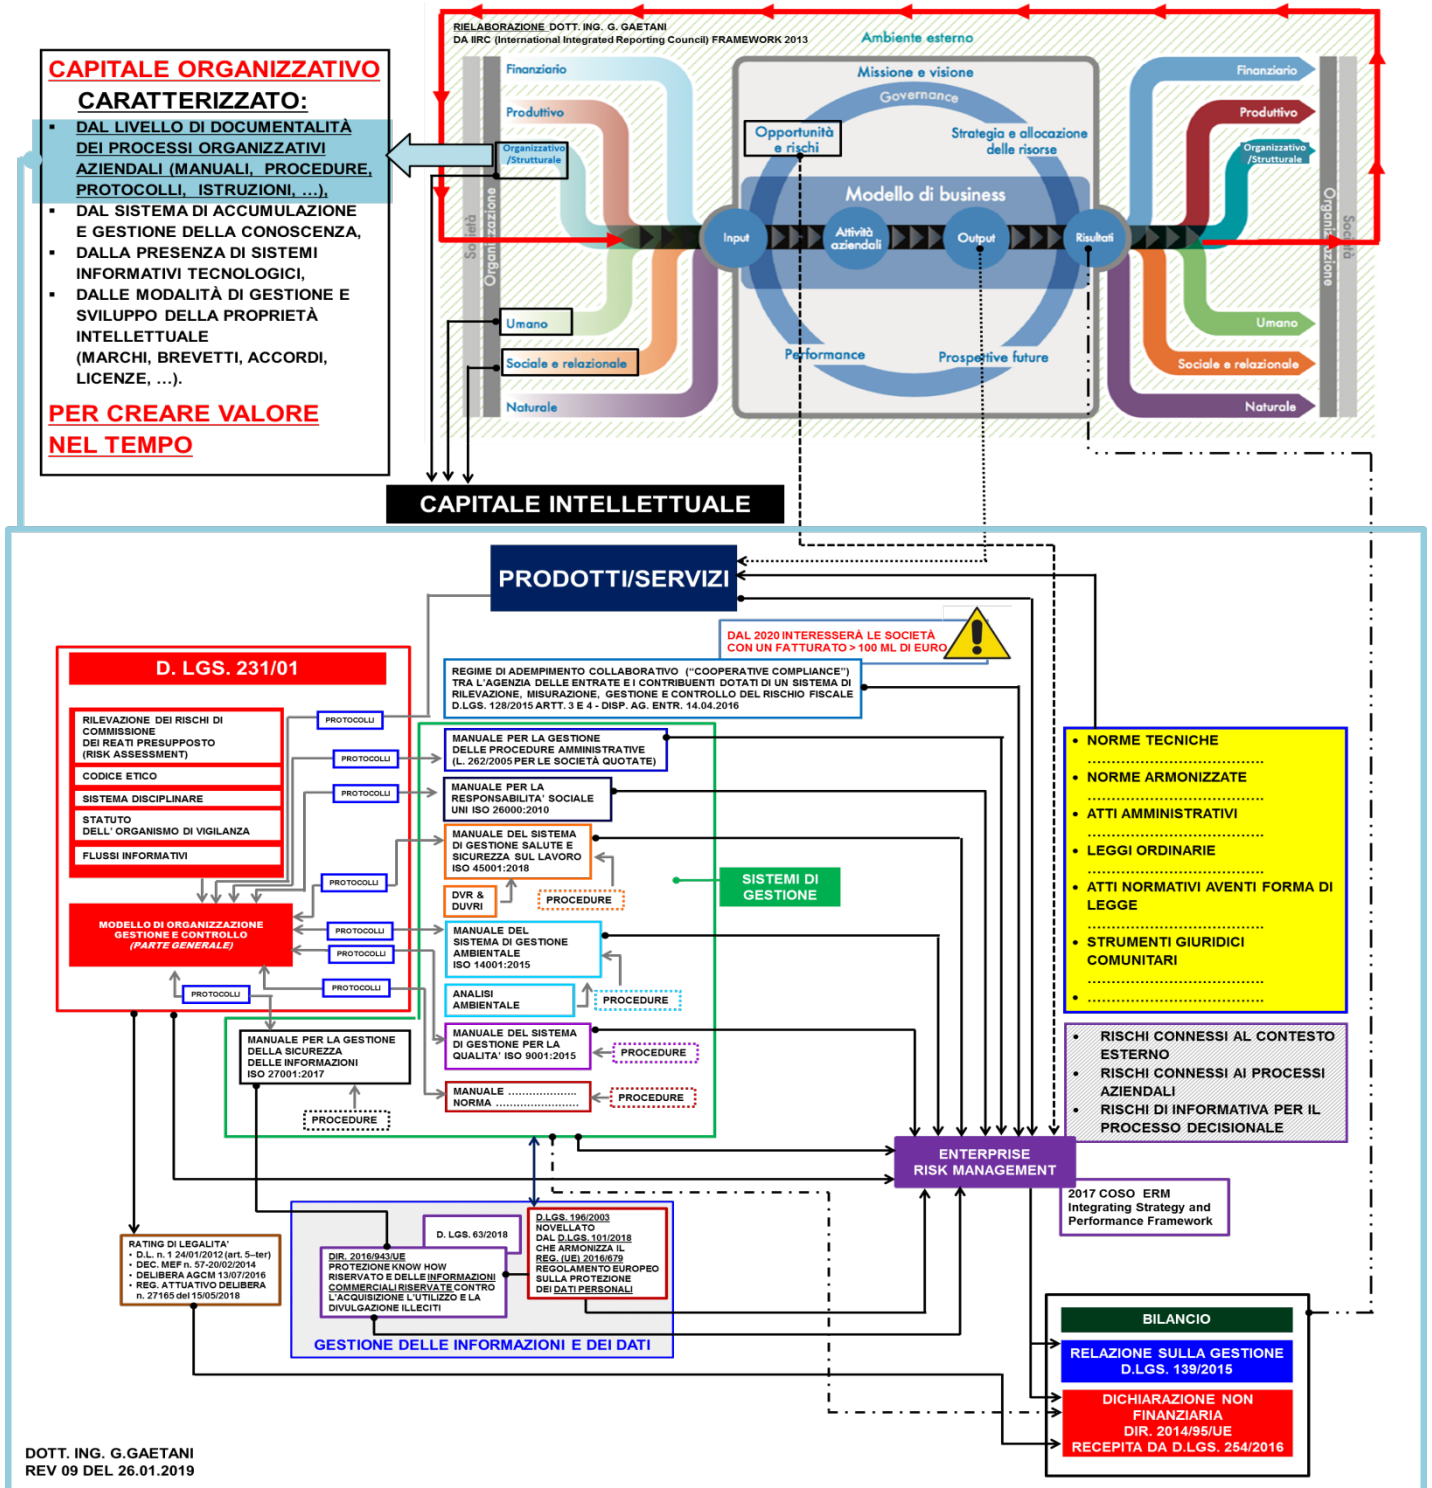 RIELABORAZIONE DOTT. ING. G. GAETANI
DA IIRC (International Integrated Reporting Council) FRAMEWORK 2013
Ambiente esterno
CAPITALE ORGANIZZATIVO
CARATTERIZZATO:
▪ DAL LIVELLO DI DOCUMENTALITÀ
DEI PROCESSI ORGANIZZATIVI
AZIENDALI (MANUALI, PROCEDURE,
PROTOCOLLI, ISTRUZIONI, ...),
▪ DAL SISTEMA DI ACCUMULAZIONE
E GESTIONE DELLA CONOSCENZA,
▪ DALLA PRESENZA DI SISTEMI
INFORMATIVI TECNOLOGICI,
▪ DALLE MODALITÀ DI GESTIONE E
SVILUPPO DELLA PROPRIETÀ
INTELLETTUALE
(MARCHI, BREVETTI, ACCORDI,
LICENZE, ...).
PER CREARE VALORE
NEL TEMPO
Società
Organizzazione
Finanziario
Produttivo
Organizzativo
/Strutturale
Umano
Sociale e relazionale
Naturale
Missione e visione
Governance
Opportunità
e rischi
Strategia e allocazione
delle risorse
Modello di business
Input
Attività
aziendali
Output
Risultati
Performance
Prospettive future
Finanziario
Produttivo
Organizzativo
/Strutturale
Umano
Sociale e relazionale
Naturale
Organizzazione
Società
CAPITALE INTELLETTUALE
PRODOTTI/SERVIZI
DAL 2020 INTERESSERÀ LE SOCIETÀ
CON UN FATTURATO > 100 ML DI EURO
REGIME DI ADEMPIMENTO COLLABORATIVO (“COOPERATIVE COMPLIANCE”)
TRA L'AGENZIA DELLE ENTRATE E I CONTRIBUENTI DOTATI DI UN SISTEMA DI
RILEVAZIONE, MISURAZIONE, GESTIONE E CONTROLLO DEL RISCHIO FISCALE
D.LGS. 128/2015 ARTT. 3 E 4 - DISP. AG. ENTR. 14.04.2016
D. LGS. 231/01
RILEVAZIONE DEI RISCHI DI
COMMISSIONE
DEI REATI PRESUPPOSTO
(RISK ASSESSMENT)
CODICE ETICO
SISTEMA DISCIPLINARE
STATUTO
DELL' ORGANISMO DI VIGILANZA
FLUSSI INFORMATIVI
MODELLO DI ORGANIZZAZIONE
GESTIONE E CONTROLLO
(PARTE GENERALE)
PROTOCOLLI
PROTOCOLLI
PROTOCOLLI
PROTOCOLLI
PROTOCOLLI
PROTOCOLLI
PROTOCOLLI
PROTOCOLLI
MANUALE PER LA GESTIONE
DELLE PROCEDURE AMMINISTRATIVE
(L. 262/2005 PER LE SOCIETÀ QUOTATE)
MANUALE PER LA
RESPONSABILITA' SOCIALE
UNI ISO 26000:2010
MANUALE DEL SISTEMA
DI GESTIONE SALUTE E
SICUREZZA SUL LAVORO
ISO 45001:2018
DVR &
DUVRI
PROCEDURE
MANUALE DEL
SISTEMA DI GESTIONE
AMBIENTALE
ISO 14001:2015
ANALISI
AMBIENTALE
PROCEDURE
MANUALE DEL SISTEMA
DI GESTIONE PER LA
QUALITA' ISO 9001:2015
PROCEDURE
MANUALE ....................
NORMA ........................
PROCEDURE
MANUALE PER LA GESTIONE
DELLA SICUREZZA
DELLE INFORMAZIONI
ISO 27001:2017
PROCEDURE
SISTEMI DI
GESTIONE
• NORME TECNICHE
.................................
• NORME ARMONIZZATE
.................................
• ATTI AMMINISTRATIVI
.................................
• LEGGI ORDINARIE
.................................
• ATTI NORMATIVI AVENTI FORMA DI
LEGGE
.................................
• STRUMENTI GIURIDICI
COMUNITARI
.................................
• .................................
• RISCHI CONNESSI AL CONTESTO
ESTERNO
• RISCHI CONNESSI AI PROCESSI
AZIENDALI
• RISCHI DI INFORMATIVA PER IL
PROCESSO DECISIONALE
ENTERPRISE
RISK MANAGEMENT
2017 COSO ERM
Integrating Strategy and
Performance Framework
RATING DI LEGALITA'
• D.L. n. 1 24/01/2012 (art. 5–ter)
• DEC. MEF n. 57-20/02/2014
• DELIBERA AGCM 13/07/2016
• REG. ATTUATIVO DELIBERA
n. 27165 del 15/05/2018
D. LGS. 63/2018
DIR. 2016/943/UE
PROTEZIONE KNOW HOW
RISERVATO E DELLE INFORMAZIONI
COMMERCIALI RISERVATE CONTRO
L'ACQUISIZIONE L'UTILIZZO E LA
DIVULGAZIONE ILLECITI
D.LGS. 196/2003
NOVELLATO
DAL D.LGS. 101/2018
CHE ARMONIZZA IL
REG. (UE) 2016/679
REGOLAMENTO EUROPEO
SULLA PROTEZIONE
DEI DATI PERSONALI
GESTIONE DELLE INFORMAZIONI E DEI DATI
BILANCIO
RELAZIONE SULLA GESTIONE
D.LGS. 139/2015
DICHIARAZIONE NON
FINANZIARIA
DIR. 2014/95/UE
RECEPITA DA D.LGS. 254/2016
DOTT. ING. G.GAETANI
REV 09 DEL 26.01.2019